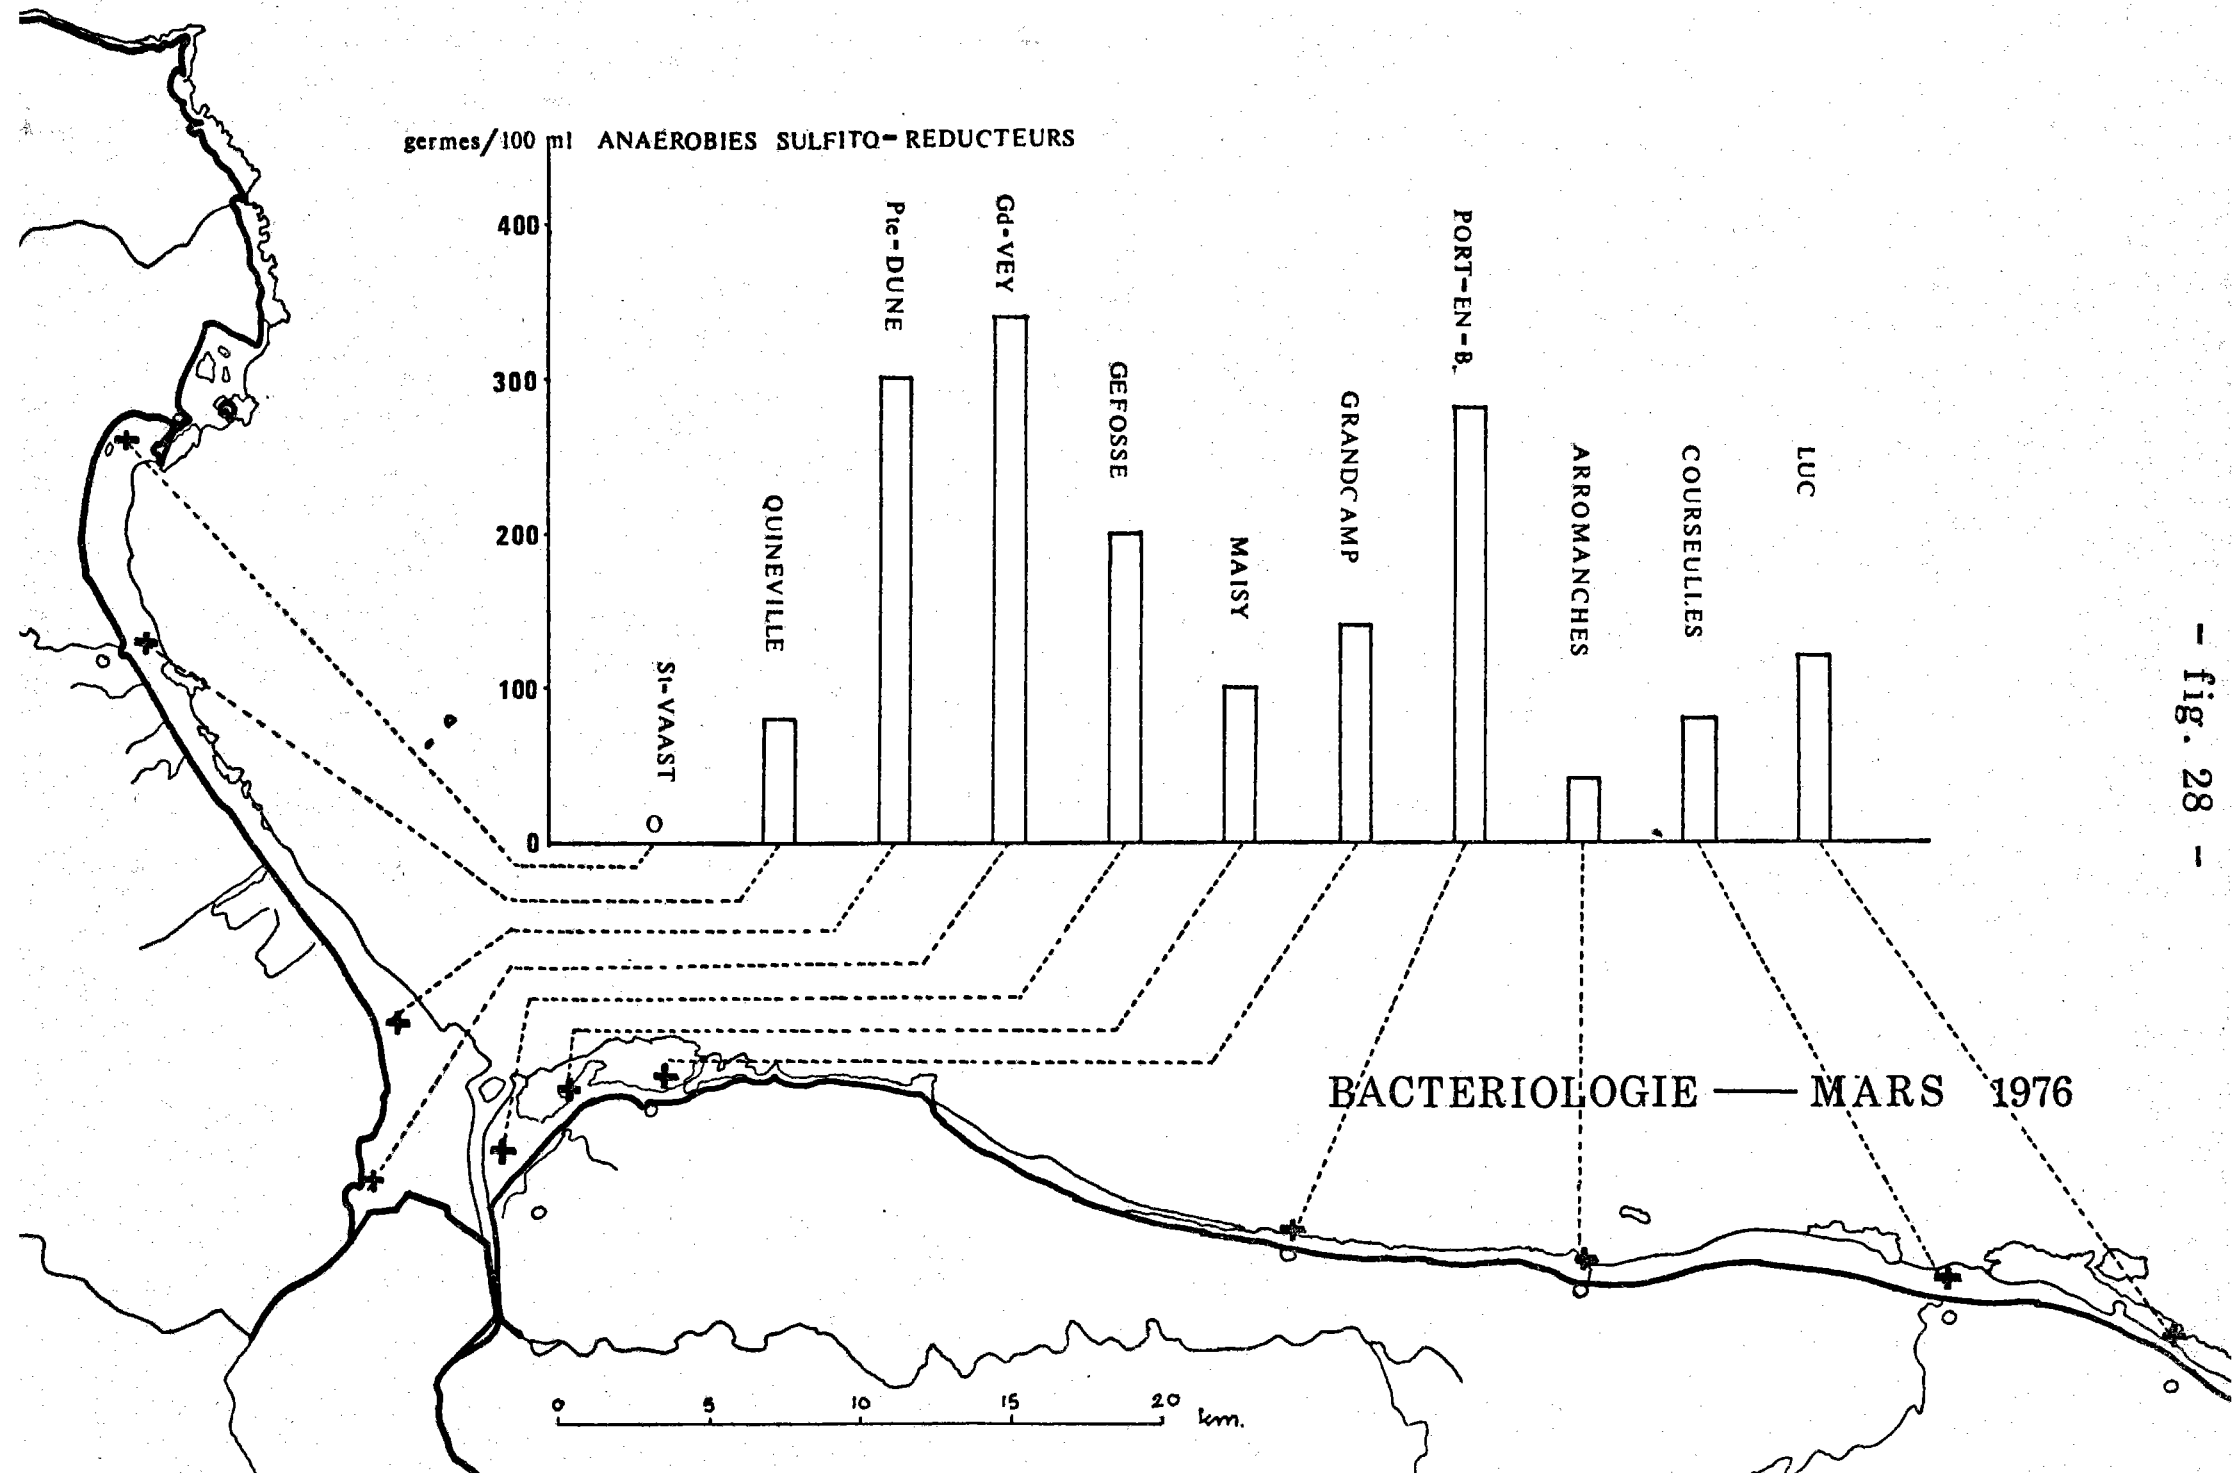 germes/100 ml ANAEROBIES SULFITO-REDUCTEURS
400
300
200
100
0
St-VAAST
O
QUINEVILLE
Pte-DUNE
Gd-VEY
GEFOSSE
MAISY
GRANDCAMP
PORT-EN-B.
ARROMANCHES
COURSEULLES
LUC
BACTERIOLOGIE — MARS 1976
0 5 10 15 20 km.
- fig. 28 -